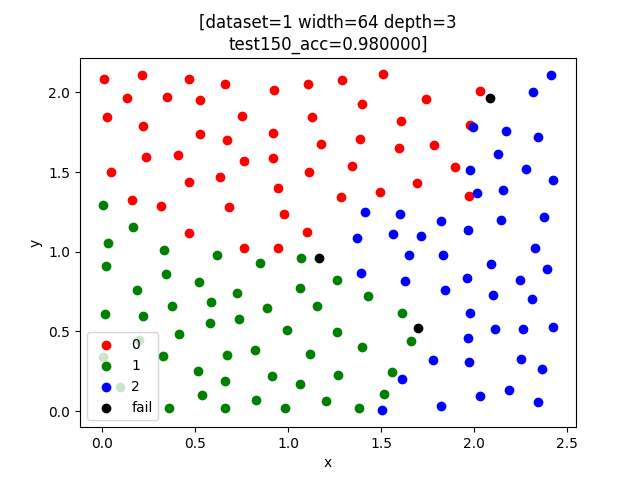 [dataset=1 width=64 depth=3
test150_acc=0.980000]
2.0
1.5
1.0
0.5
0.0
y
0
1
2
fail
0.0 0.5 1.0 1.5 2.0 2.5
x